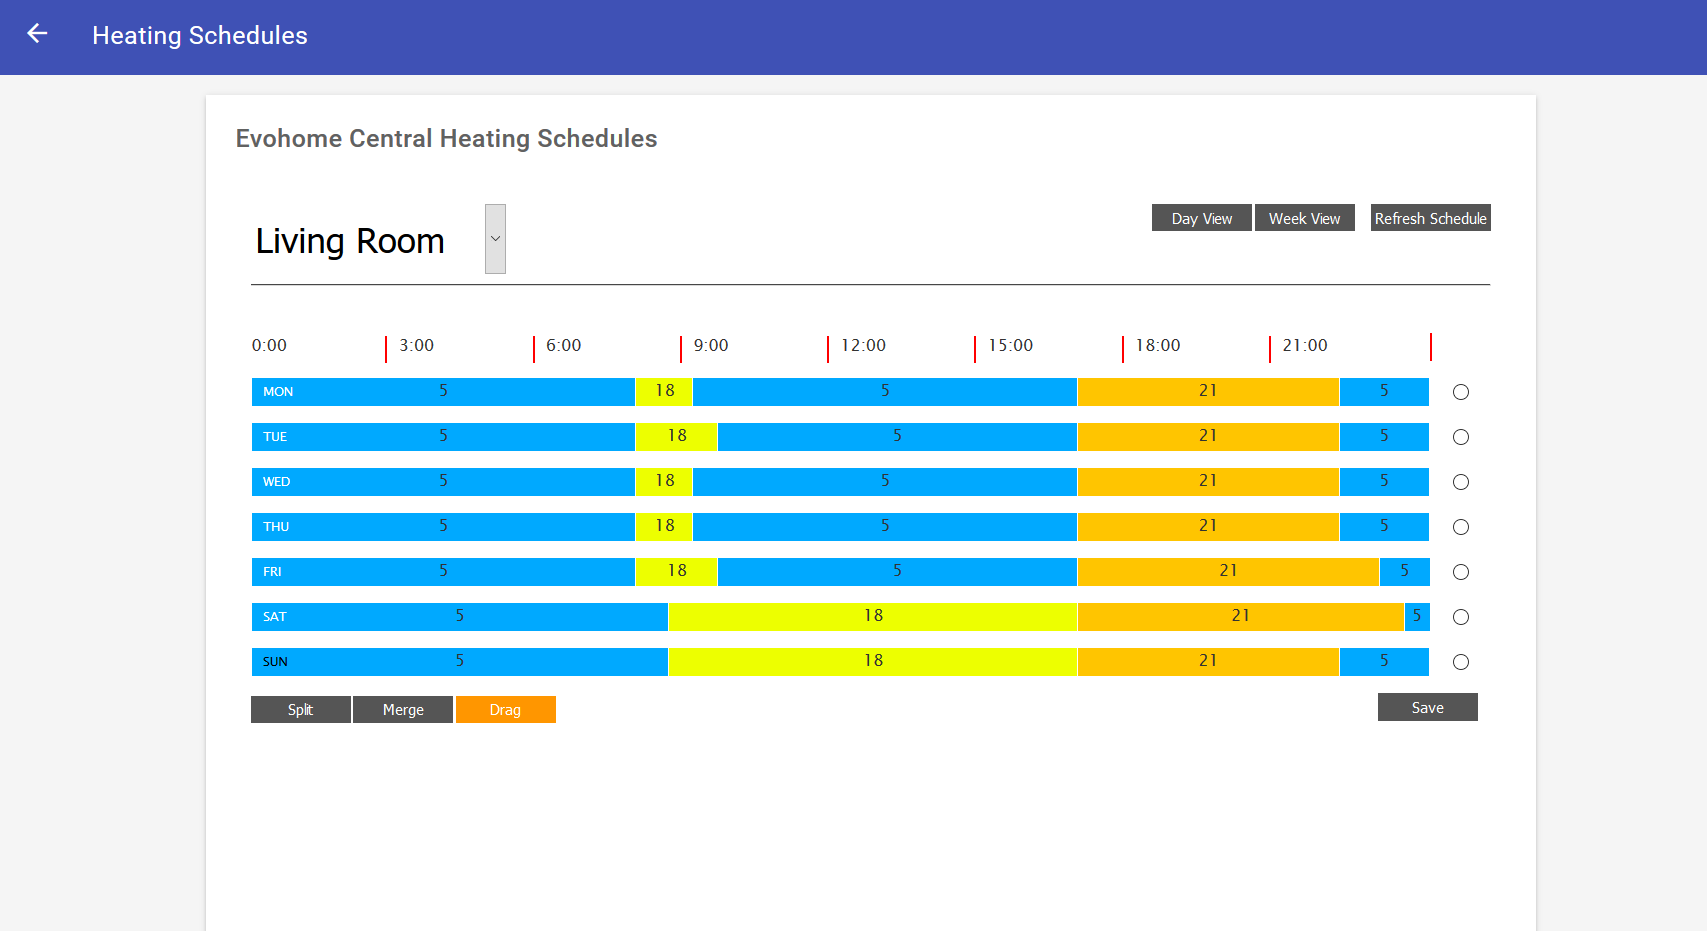 Heating Schedules
Evohome Central Heating Schedules
Living Room
Day View Week View Refresh Schedule
0:00 3:00 6:00 9:00 12:00 15:00 18:00 21:00
MON 5 18 5 21 5
TUE 5 18 5 21 5
WED 5 18 5 21 5
THU 5 18 5 21 5
FRI 5 18 5 21 5
SAT 5 18 21 5
SUN 5 18 21 5
Split Merge Drag Save